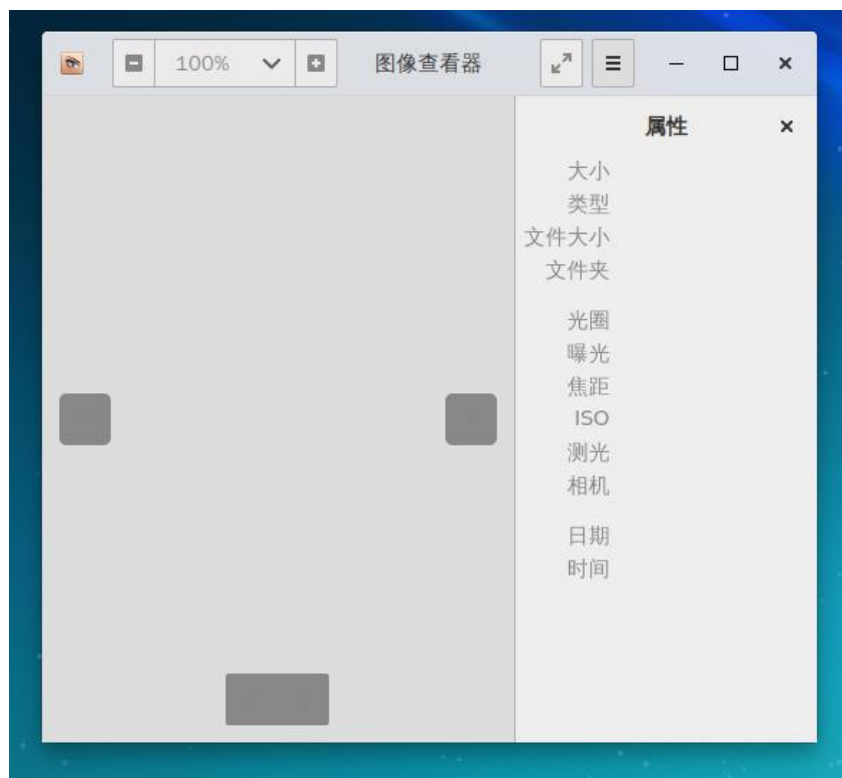 100% 图像查看器
属性
大小
类型
文件大小
文件夹
光圈
曝光
焦距
ISO
测光
相机
日期
时间